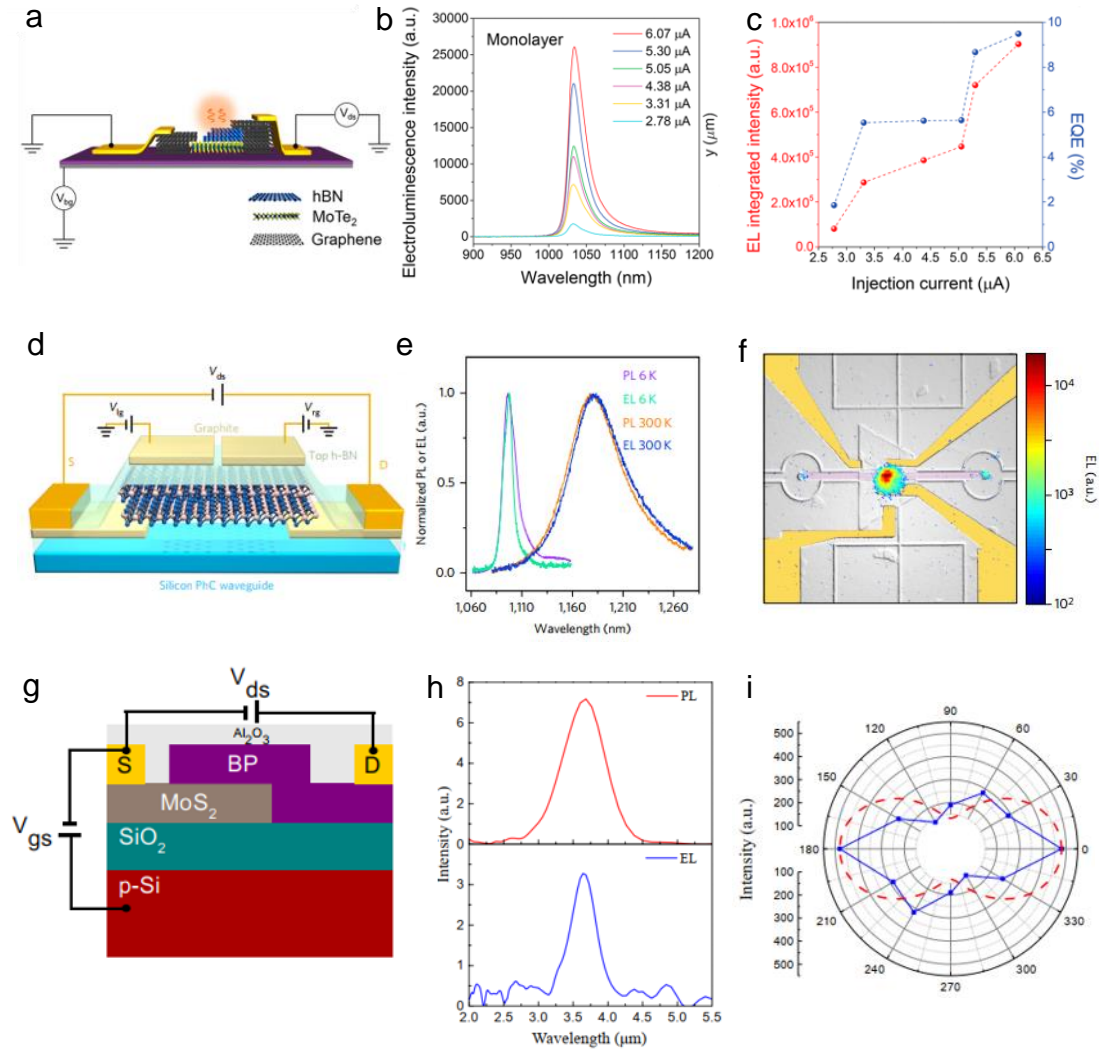 a
V_ds
V_bg
hBN
MoTe₂
Graphene
b
Electroluminescence intensity (a.u.)
30000
25000
20000
15000
10000
5000
0
Monolayer
6.07 μA
5.30 μA
5.05 μA
4.38 μA
3.31 μA
2.78 μA
900 950 1000 1050 1100 1150 1200
Wavelength (nm)
y (μm)
c
EL integrated intensity (a.u.)
1.0x10⁶
8.0x10⁵
6.0x10⁵
4.0x10⁵
2.0x10⁵
0.0
10
8
6
4
2
0
EQE (%)
2.5 3.0 3.5 4.0 4.5 5.0 5.5 6.0 6.5
Injection current (μA)
d
V_ds
V_lg
V_rg
Graphite
Top h-BN
S
D
Silicon PhC waveguide
e
Normalized PL or EL (a.u.)
1.0
0.5
0.0
PL 6 K
EL 6 K
PL 300 K
EL 300 K
1,060 1,110 1,160 1,210 1,260
Wavelength (nm)
f
10⁴
10³
10²
EL (a.u.)
g
V_ds
Al₂O₃
S
BP
D
MoS₂
V_gs
SiO₂
p-Si
h
Intensity (a.u.)
8
6
4
2
0
PL
3
2
1
0
EL
2.0 2.5 3.0 3.5 4.0 4.5 5.0 5.5
Wavelength (μm)
i
Intensity (a.u.)
500
400
300
200
100
100
200
300
400
500
90
120
60
150
30
180
0
210
330
240
300
270